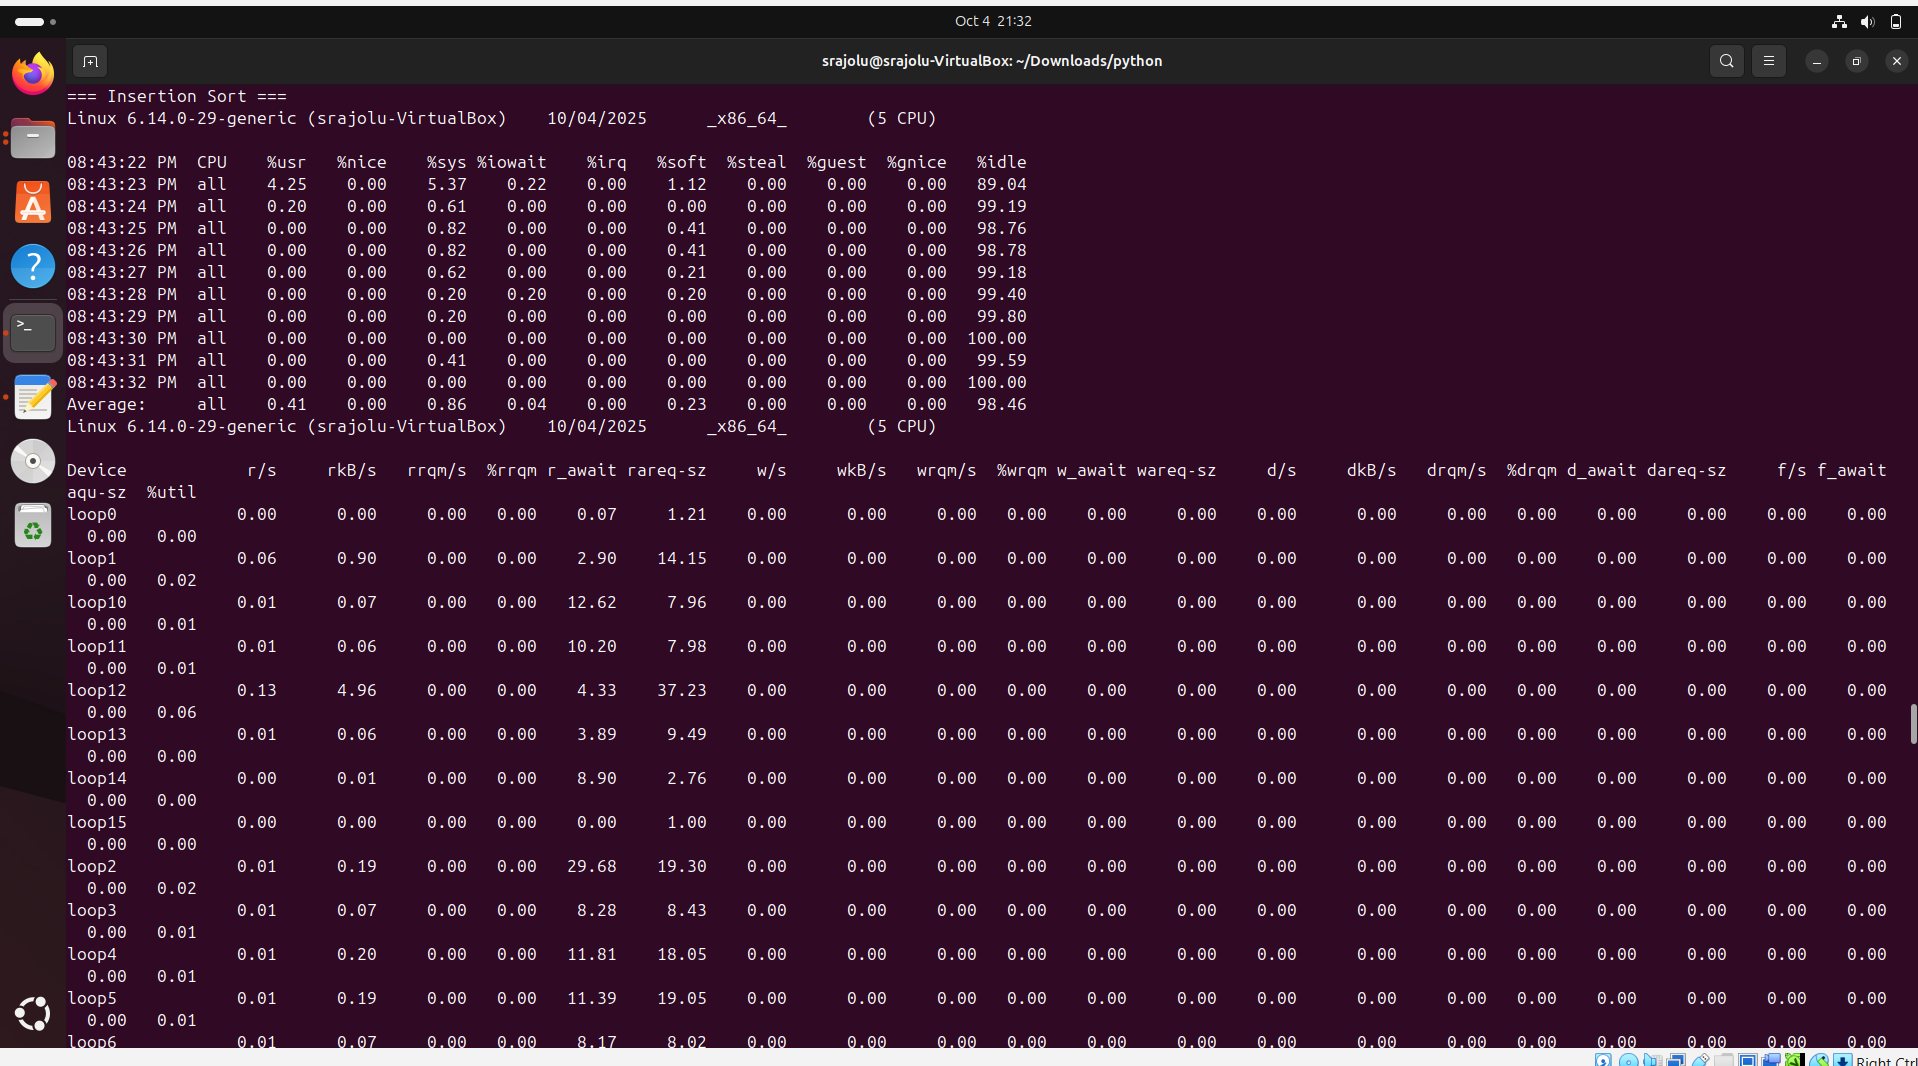 Oct 4 21:32
srajolu@srajolu-VirtualBox: ~/Downloads/python
=== Insertion Sort ===
Linux 6.14.0-29-generic (srajolu-VirtualBox) 10/04/2025 _x86_64_ (5 CPU)
08:43:22 PM CPU %usr %nice %sys %iowait %irq %soft %steal %guest %gnice %idle
08:43:23 PM all 4.25 0.00 5.37 0.22 0.00 1.12 0.00 0.00 0.00 89.04
08:43:24 PM all 0.20 0.00 0.61 0.00 0.00 0.00 0.00 0.00 0.00 99.19
08:43:25 PM all 0.00 0.00 0.82 0.00 0.00 0.41 0.00 0.00 0.00 98.76
08:43:26 PM all 0.00 0.00 0.82 0.00 0.00 0.41 0.00 0.00 0.00 98.78
08:43:27 PM all 0.00 0.00 0.62 0.00 0.00 0.21 0.00 0.00 0.00 99.18
08:43:28 PM all 0.00 0.00 0.20 0.20 0.00 0.20 0.00 0.00 0.00 99.40
08:43:29 PM all 0.00 0.00 0.20 0.00 0.00 0.00 0.00 0.00 0.00 99.80
08:43:30 PM all 0.00 0.00 0.00 0.00 0.00 0.00 0.00 0.00 0.00 100.00
08:43:31 PM all 0.00 0.00 0.41 0.00 0.00 0.00 0.00 0.00 0.00 99.59
08:43:32 PM all 0.00 0.00 0.00 0.00 0.00 0.00 0.00 0.00 0.00 100.00
Average: all 0.41 0.00 0.86 0.04 0.00 0.23 0.00 0.00 0.00 98.46
Linux 6.14.0-29-generic (srajolu-VirtualBox) 10/04/2025 _x86_64_ (5 CPU)
Device r/s rkB/s rrqm/s %rrqm r_await rareq-sz w/s wkB/s wrqm/s %wrqm w_await wareq-sz d/s dkB/s drqm/s %drqm d_await dareq-sz f/s f_await
aqu-sz %util
loop0 0.00 0.00 0.00 0.00 0.07 1.21 0.00 0.00 0.00 0.00 0.00 0.00 0.00 0.00 0.00 0.00 0.00 0.00 0.00 0.00
0.00 0.00
loop1 0.06 0.90 0.00 0.00 2.90 14.15 0.00 0.00 0.00 0.00 0.00 0.00 0.00 0.00 0.00 0.00 0.00 0.00 0.00 0.00
0.00 0.02
loop10 0.01 0.07 0.00 0.00 12.62 7.96 0.00 0.00 0.00 0.00 0.00 0.00 0.00 0.00 0.00 0.00 0.00 0.00 0.00 0.00
0.00 0.01
loop11 0.01 0.06 0.00 0.00 10.20 7.98 0.00 0.00 0.00 0.00 0.00 0.00 0.00 0.00 0.00 0.00 0.00 0.00 0.00 0.00
0.00 0.01
loop12 0.13 4.96 0.00 0.00 4.33 37.23 0.00 0.00 0.00 0.00 0.00 0.00 0.00 0.00 0.00 0.00 0.00 0.00 0.00 0.00
0.00 0.06
loop13 0.01 0.06 0.00 0.00 3.89 9.49 0.00 0.00 0.00 0.00 0.00 0.00 0.00 0.00 0.00 0.00 0.00 0.00 0.00 0.00
0.00 0.00
loop14 0.00 0.01 0.00 0.00 8.90 2.76 0.00 0.00 0.00 0.00 0.00 0.00 0.00 0.00 0.00 0.00 0.00 0.00 0.00 0.00
0.00 0.00
loop15 0.00 0.00 0.00 0.00 0.00 1.00 0.00 0.00 0.00 0.00 0.00 0.00 0.00 0.00 0.00 0.00 0.00 0.00 0.00 0.00
0.00 0.00
loop2 0.01 0.19 0.00 0.00 29.68 19.30 0.00 0.00 0.00 0.00 0.00 0.00 0.00 0.00 0.00 0.00 0.00 0.00 0.00 0.00
0.00 0.02
loop3 0.01 0.07 0.00 0.00 8.28 8.43 0.00 0.00 0.00 0.00 0.00 0.00 0.00 0.00 0.00 0.00 0.00 0.00 0.00 0.00
0.00 0.01
loop4 0.01 0.20 0.00 0.00 11.81 18.05 0.00 0.00 0.00 0.00 0.00 0.00 0.00 0.00 0.00 0.00 0.00 0.00 0.00 0.00
0.00 0.01
loop5 0.01 0.19 0.00 0.00 11.39 19.05 0.00 0.00 0.00 0.00 0.00 0.00 0.00 0.00 0.00 0.00 0.00 0.00 0.00 0.00
0.00 0.01
loop6 0.01 0.07 0.00 0.00 8.17 8.02 0.00 0.00 0.00 0.00 0.00 0.00 0.00 0.00 0.00 0.00 0.00 0.00 0.00 0.00
Right Ctrl